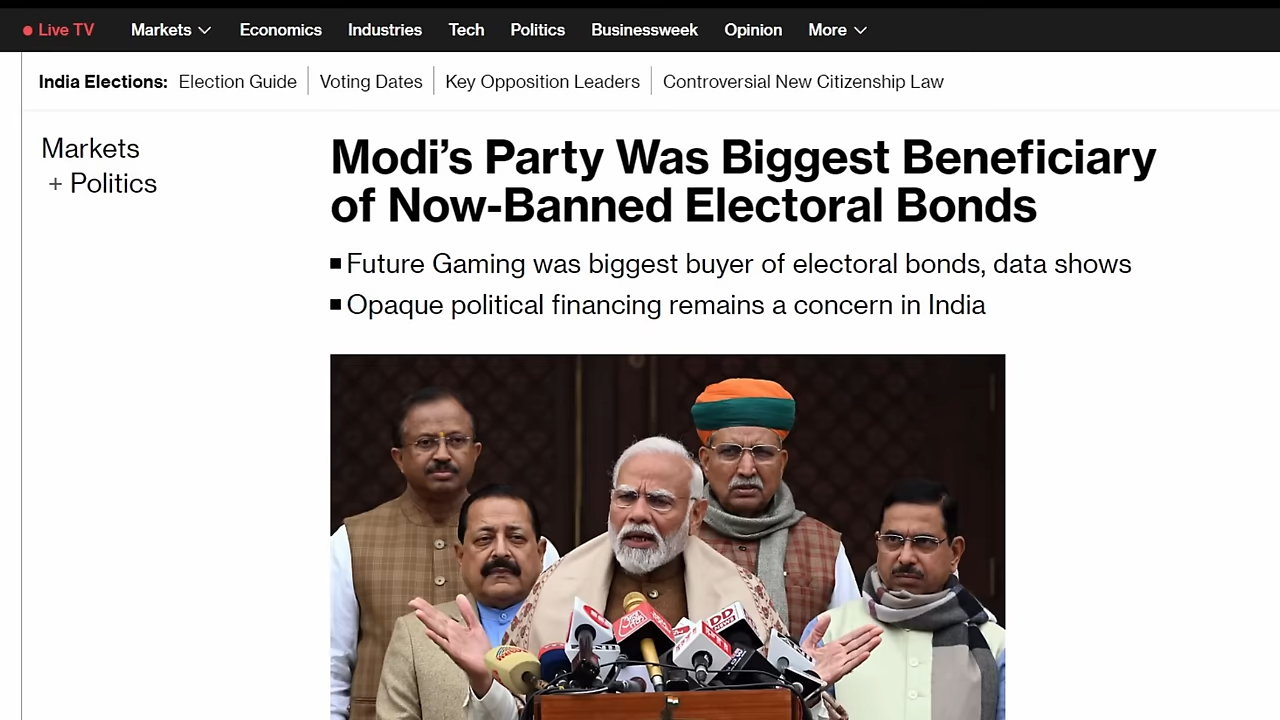 Live TV Markets Economics Industries Tech Politics Businessweek Opinion More
India Elections: Election Guide Voting Dates Key Opposition Leaders Controversial New Citizenship Law
Markets
+ Politics
Modi's Party Was Biggest Beneficiary
of Now-Banned Electoral Bonds
Future Gaming was biggest buyer of electoral bonds, data shows
Opaque political financing remains a concern in India
DD